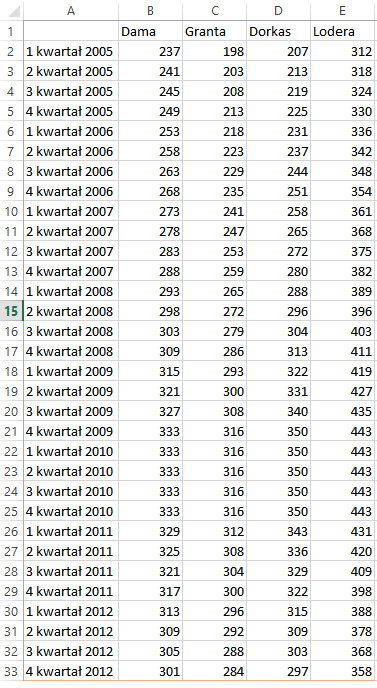 A B C D E
1 Dama Granta Dorkas Lodera
2 1 kwartał 2005 237 198 207 312
3 2 kwartał 2005 241 203 213 318
4 3 kwartał 2005 245 208 219 324
5 4 kwartał 2005 249 213 225 330
6 1 kwartał 2006 253 218 231 336
7 2 kwartał 2006 258 223 237 342
8 3 kwartał 2006 263 229 244 348
9 4 kwartał 2006 268 235 251 354
10 1 kwartał 2007 273 241 258 361
11 2 kwartał 2007 278 247 265 368
12 3 kwartał 2007 283 253 272 375
13 4 kwartał 2007 288 259 280 382
14 1 kwartał 2008 293 265 288 389
15 2 kwartał 2008 298 272 296 396
16 3 kwartał 2008 303 279 304 403
17 4 kwartał 2008 309 286 313 411
18 1 kwartał 2009 315 293 322 419
19 2 kwartał 2009 321 300 331 427
20 3 kwartał 2009 327 308 340 435
21 4 kwartał 2009 333 316 350 443
22 1 kwartał 2010 333 316 350 443
23 2 kwartał 2010 333 316 350 443
24 3 kwartał 2010 333 316 350 443
25 4 kwartał 2010 333 316 350 443
26 1 kwartał 2011 329 312 343 431
27 2 kwartał 2011 325 308 336 420
28 3 kwartał 2011 321 304 329 409
29 4 kwartał 2011 317 300 322 398
30 1 kwartał 2012 313 296 315 388
31 2 kwartał 2012 309 292 309 378
32 3 kwartał 2012 305 288 303 368
33 4 kwartał 2012 301 284 297 358